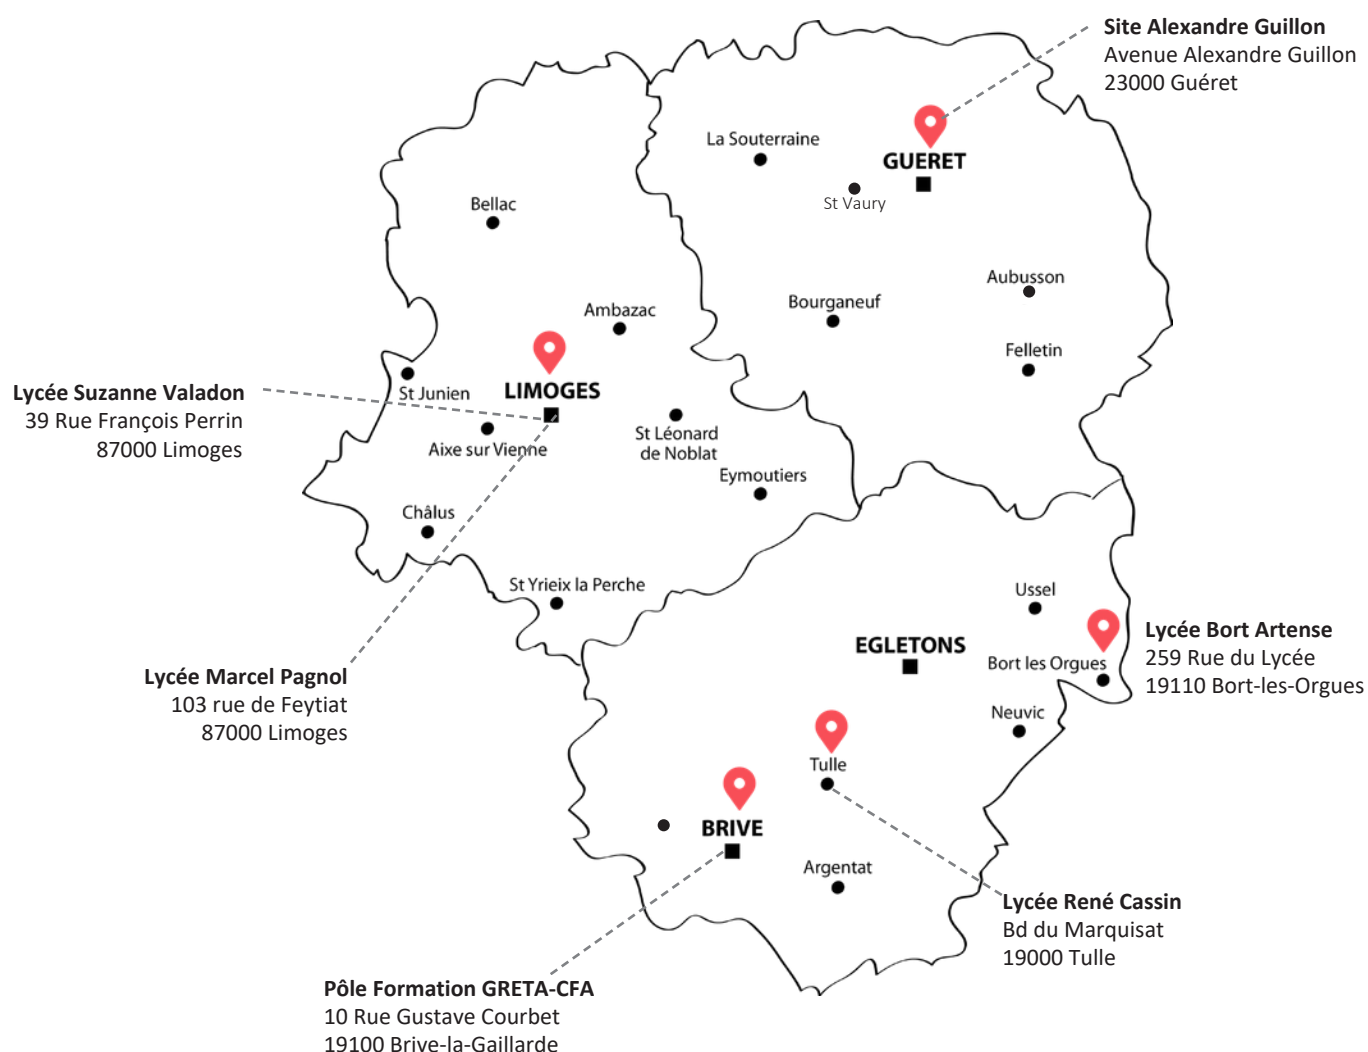 Site Alexandre Guillon
Avenue Alexandre Guillon
23000 Guéret
La Souterraine
GUERET
St Vaury
Bellac
Aubusson
Bourganeuf
Ambazac
Felletin
Lycée Suzanne Valadon
39 Rue François Perrin
87000 Limoges
St Junien
LIMOGES
Aixe sur Vienne
St Léonard
de Noblat
Eymoutiers
Châlus
St Yrieix la Perche
Ussel
EGLETONS
Bort les Orgues
Lycée Bort Artense
259 Rue du Lycée
19110 Bort-les-Orgues
Lycée Marcel Pagnol
103 rue de Feytiat
87000 Limoges
Neuvic
Tulle
BRIVE
Argentat
Lycée René Cassin
Bd du Marquisat
19000 Tulle
Pôle Formation GRETA-CFA
10 Rue Gustave Courbet
19100 Brive-la-Gaillarde